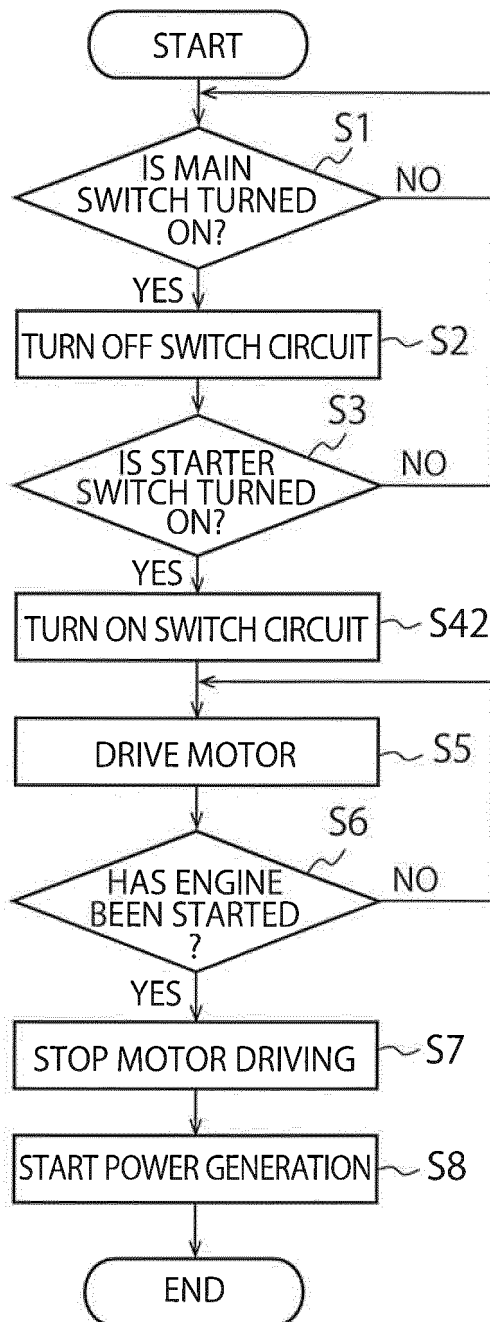 START
S1
IS MAIN
SWITCH TURNED
ON?
NO
YES
TURN OFF SWITCH CIRCUIT
S2
S3
IS STARTER
SWITCH TURNED
ON?
NO
YES
TURN ON SWITCH CIRCUIT
S42
DRIVE MOTOR
S5
S6
HAS ENGINE
BEEN STARTED
?
NO
YES
STOP MOTOR DRIVING
S7
START POWER GENERATION
S8
END